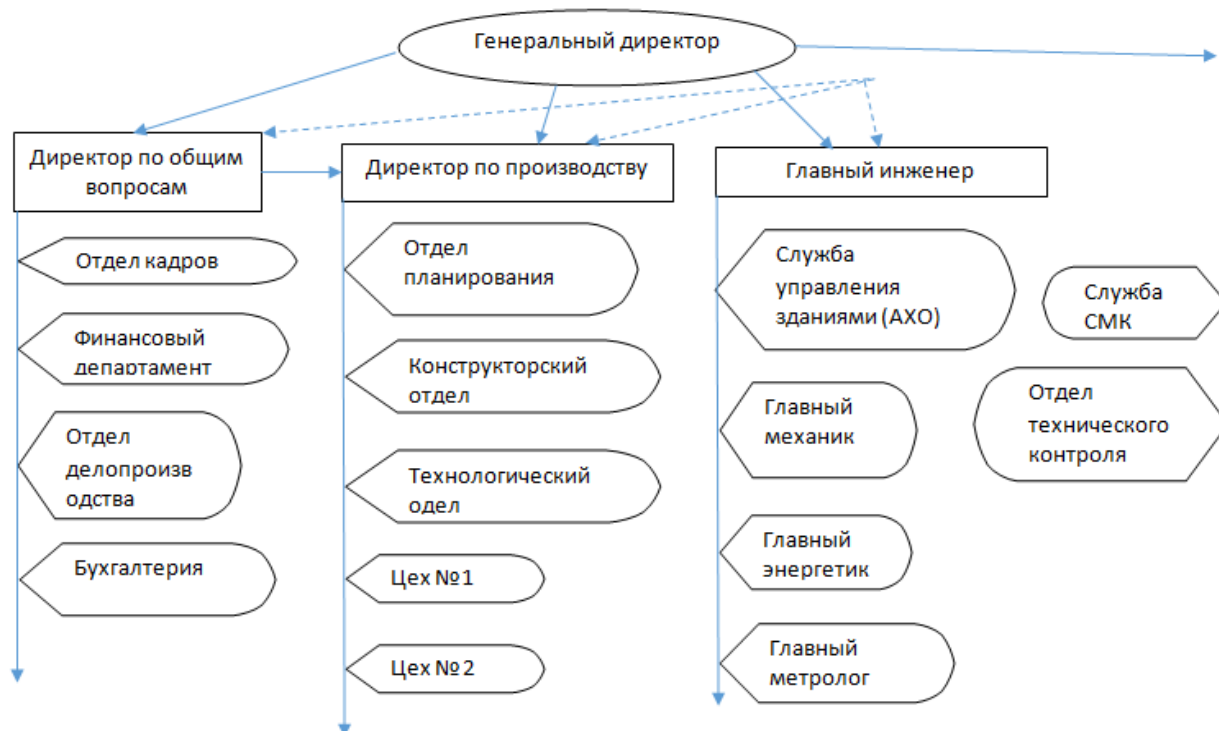 Генеральный директор
Директор по общим
вопросам
Директор по производству
Главный инженер
Отдел кадров
Финансовый
департамент
Отдел
делопроизв
одства
Бухгалтерия
Отдел
планирования
Конструкторский
отдел
Технологический
одел
Цех №1
Цех №2
Служба
управления
зданиями (АХО)
Главный
механик
Главный
энергетик
Главный
метролог
Служба
СМК
Отдел
технического
контроля